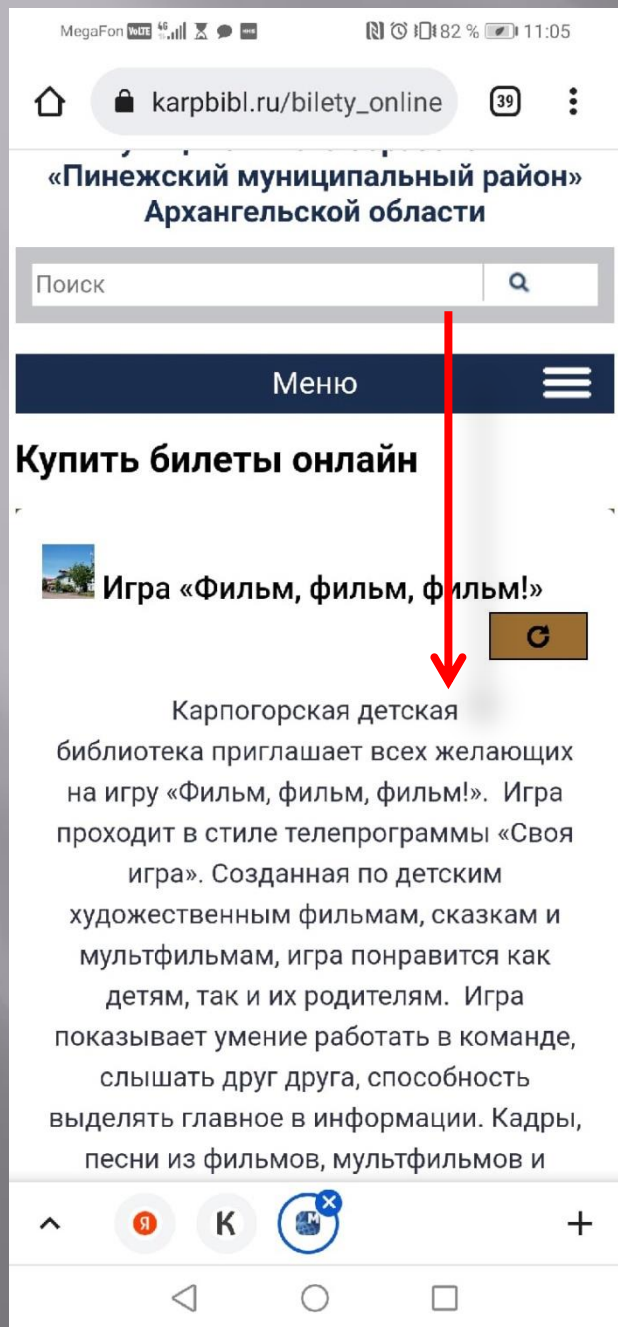 MegaFon VoLTE 4G 82 % 11:05
karpbibl.ru/bilety_online 39
«Пинежский муниципальный район»
Архангельской области
Поиск
Меню
Купить билеты онлайн
Игра «Фильм, фильм, фильм!»
Карпогорская детская
библиотека приглашает всех желающих
на игру «Фильм, фильм, фильм!». Игра
проходит в стиле телепрограммы «Своя
игра». Созданная по детским
художественным фильмам, сказкам и
мультфильмам, игра понравится как
детям, так и их родителям. Игра
показывает умение работать в команде,
слышать друг друга, способность
выделять главное в информации. Кадры,
песни из фильмов, мультфильмов и
Я К М